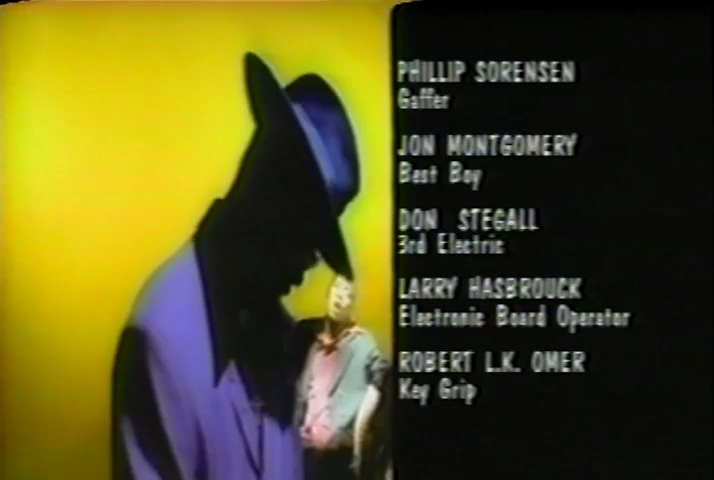 PHILLIP SORENSEN
Gaffer
JON MONTGOMERY
Best Boy
DON STEGALL
3rd Electric
LARRY HASBROUCK
Electronic Board Operator
ROBERT L.K. OMER
Key Grip